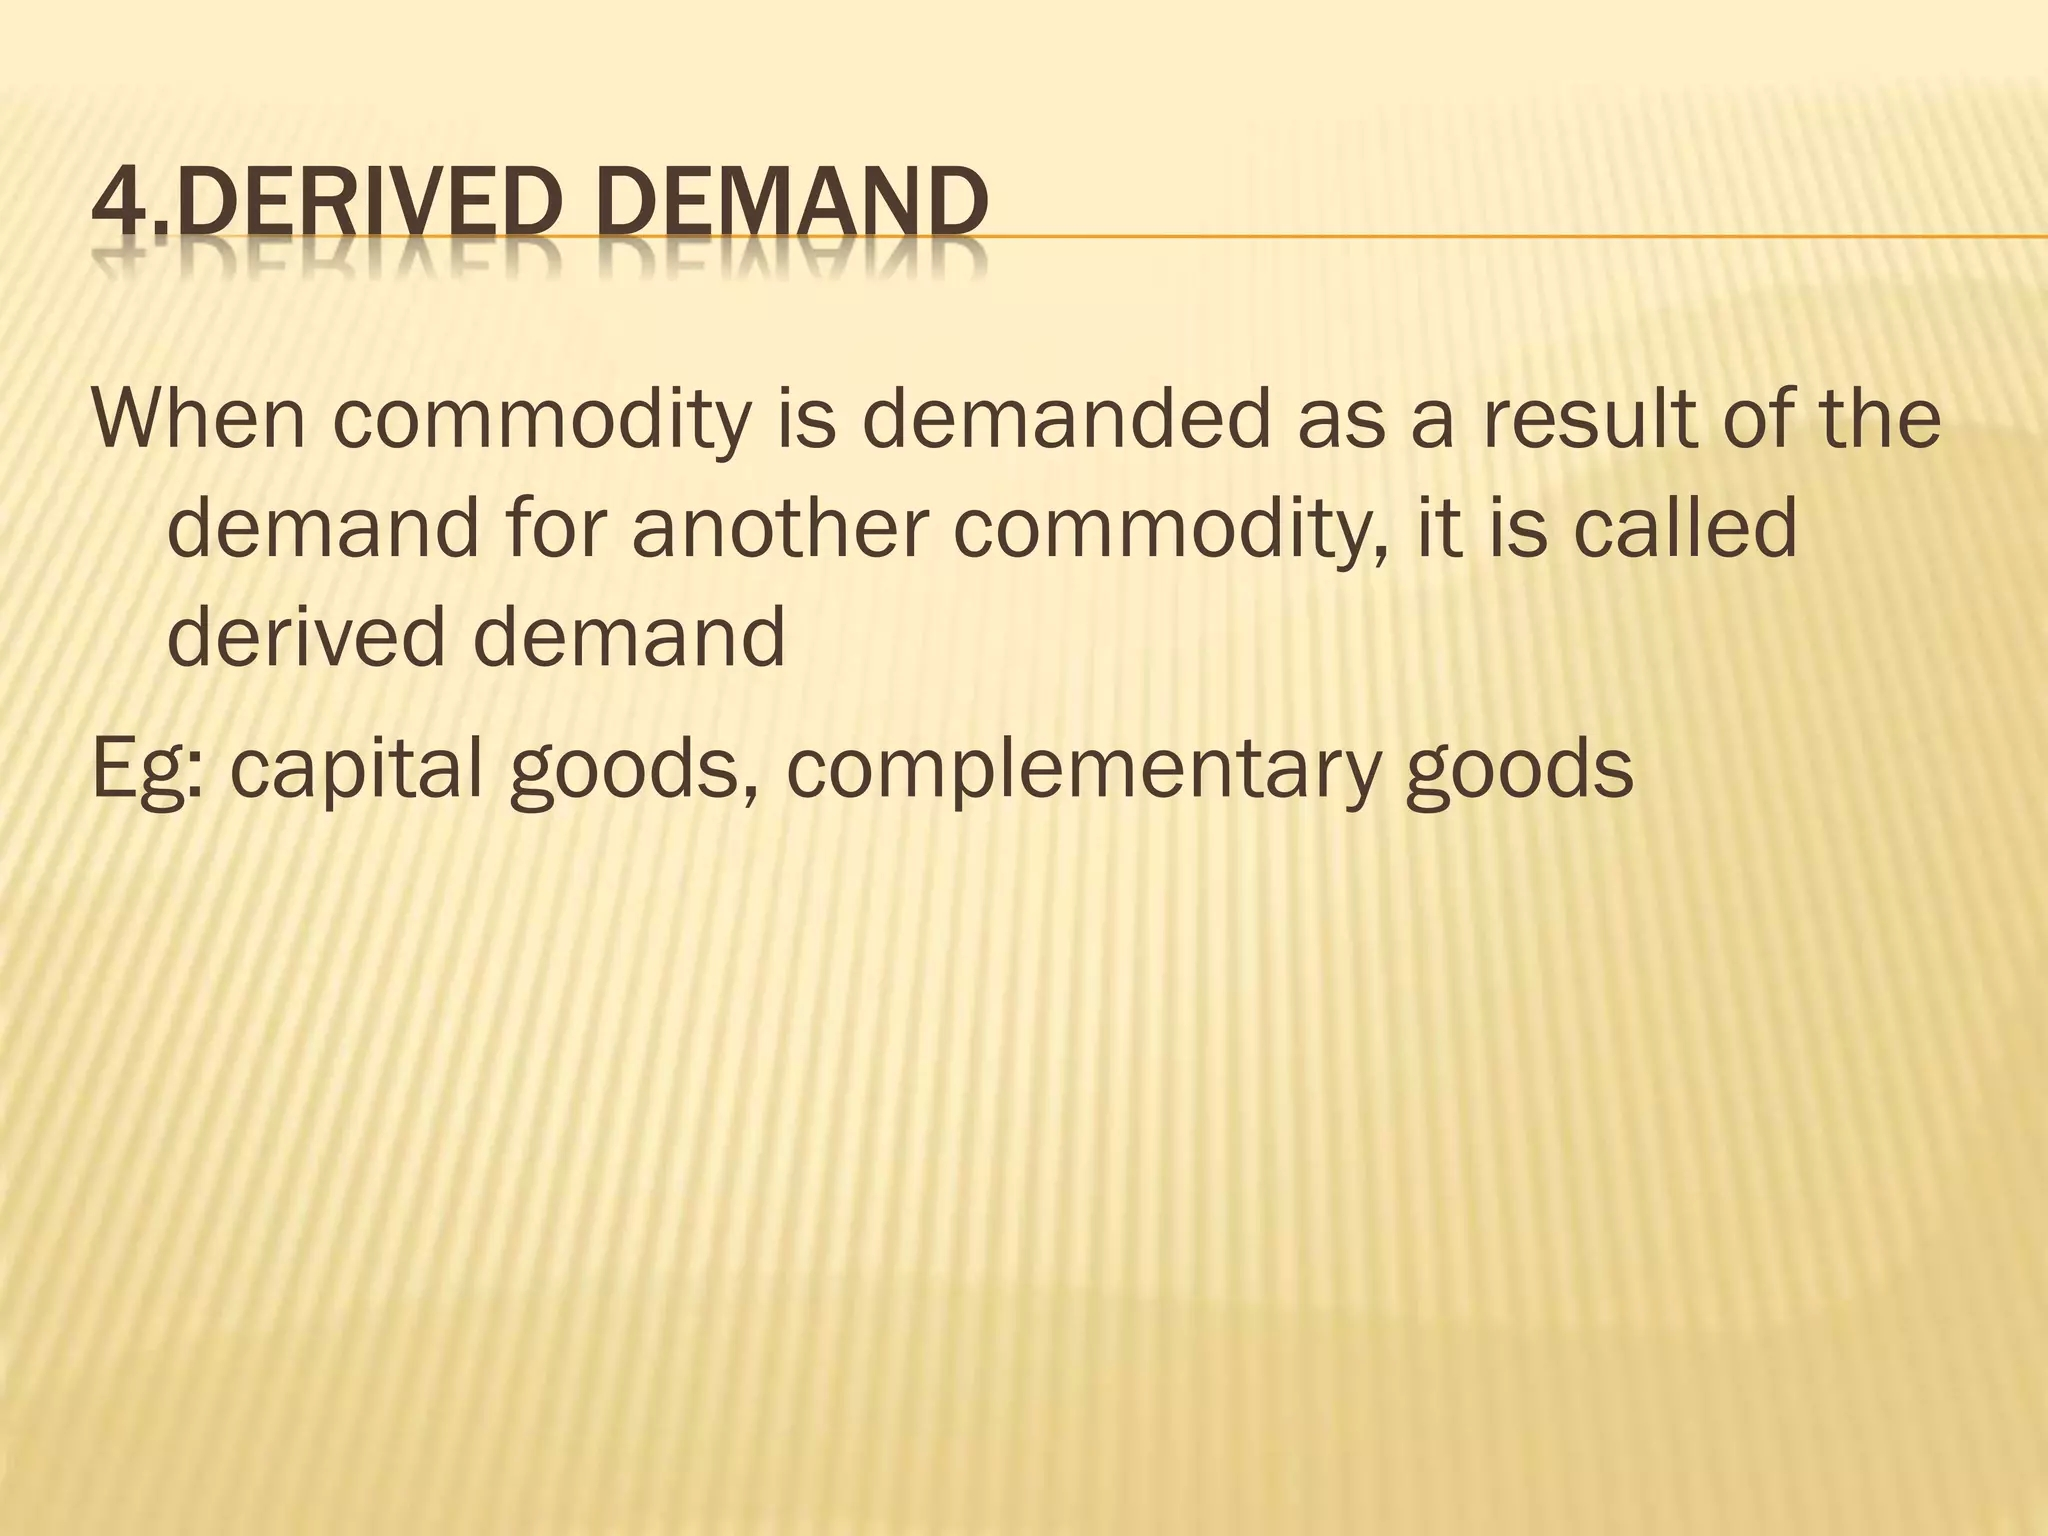 4.DERIVED DEMAND
When commodity is demanded as a result of the
demand for another commodity, it is called
derived demand
Eg: capital goods, complementary goods